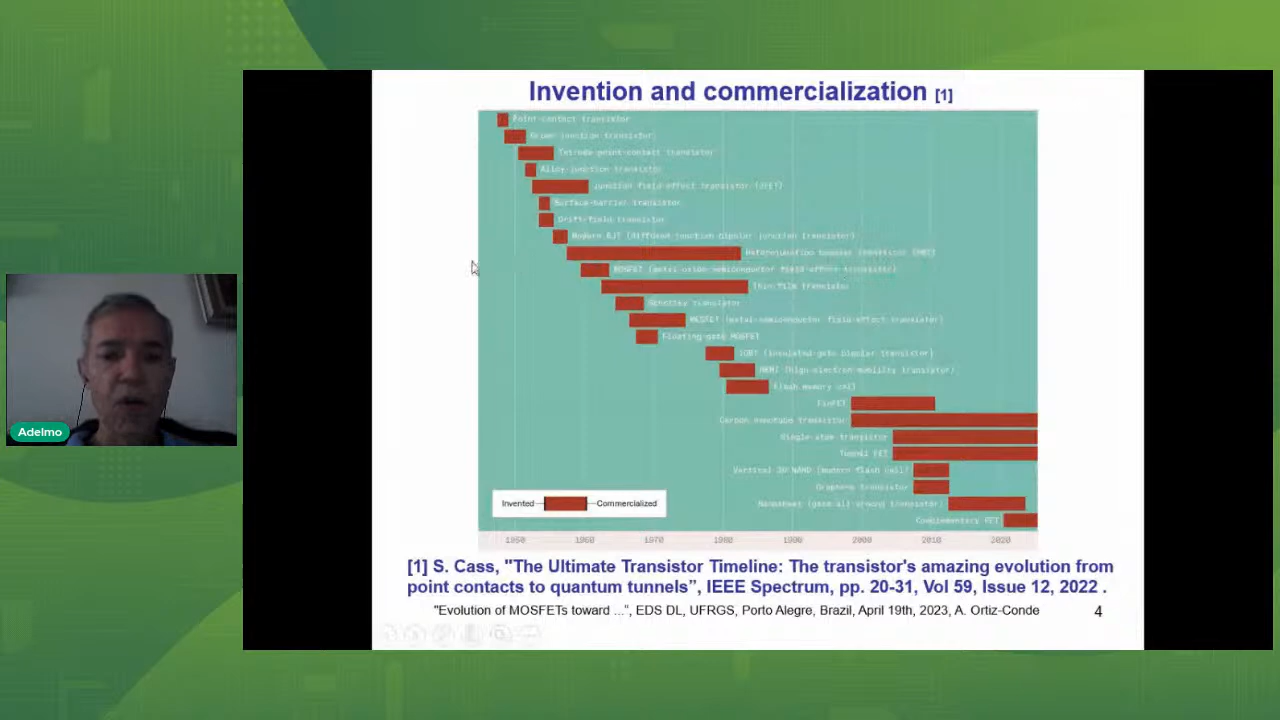 Invention and commercialization [1]
Point-contact transistor
Grown-junction transistor
Tetrode point-contact transistor
Alloy-junction transistor
Junction field-effect transistor (JFET)
Surface-barrier transistor
Drift-field transistor
Modern BJT (diffused-junction bipolar junction transistor)
Heterojunction bipolar transistor (HBT)
MOSFET (metal-oxide-semiconductor field-effect transistor)
Thin-film transistor
Schottky transistor
MESFET (metal-semiconductor field-effect transistor)
Floating-gate MOSFET
IGBT (insulated-gate bipolar transistor)
HEMT (high-electron mobility transistor)
Flash memory cell
FinFET
Carbon nanotube transistor
Single-atom transistor
Tunnel FET
Vertical 3D NAND (modern flash cell)
Graphene transistor
Nanosheet (gate-all-around transistor)
Complementary FET
Invented Commercialized
1950 1960 1970 1980 1990 2000 2010 2020
Adelmo
[1] S. Cass, "The Ultimate Transistor Timeline: The transistor's amazing evolution from
point contacts to quantum tunnels”, IEEE Spectrum, pp. 20-31, Vol 59, Issue 12, 2022 .
"Evolution of MOSFETs toward ...”, EDS DL, UFRGS, Porto Alegre, Brazil, April 19th, 2023, A. Ortiz-Conde
4